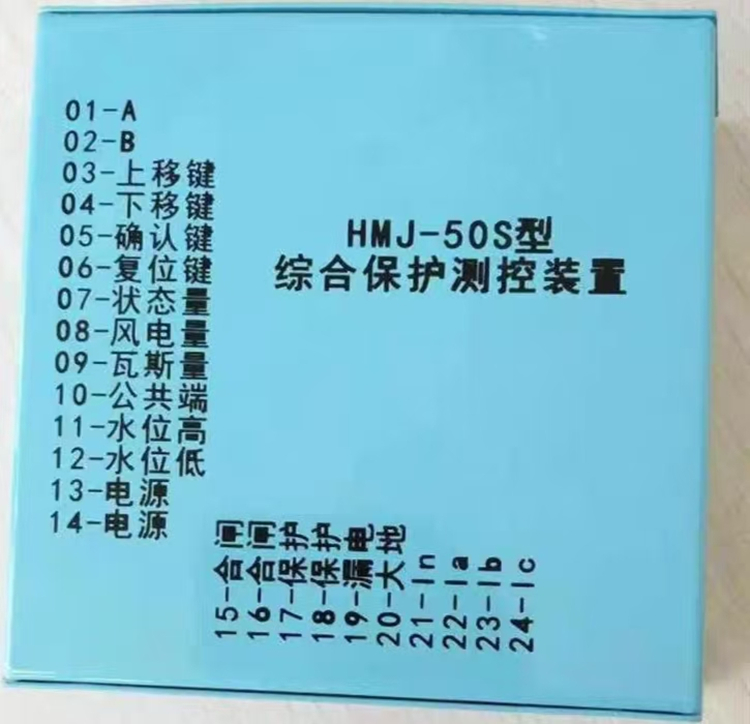 01-A
02-B
03-上移键
04-下移键
05-确认键
06-复位键
07-状态量
08-风电量
09-瓦斯量
10-公共端
11-水位高
12-水位低
13-电源
14-电源
HMJ-50S型
综合保护测控装置
15-合闸
16-合闸
17-保护
18-保护
19-漏电
20-大地
21-In
22-Ia
23-Ib
24-Ic